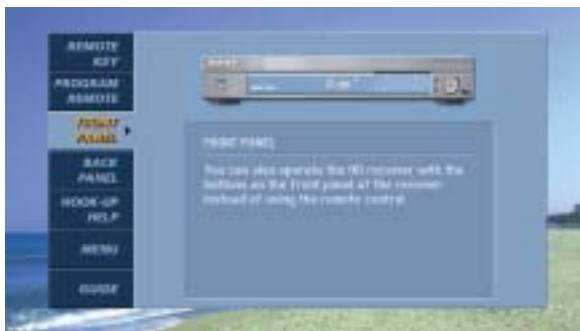 REMOTE
KEY
PROGRAM
REMOTE
FRONT
PANEL
BACK
PANEL
HOOK-UP
HELP
MENU
GUIDE
FRONT PANEL
You can also operate the HD receiver with the
buttons on the front panel of the receiver
instead of using the remote control.